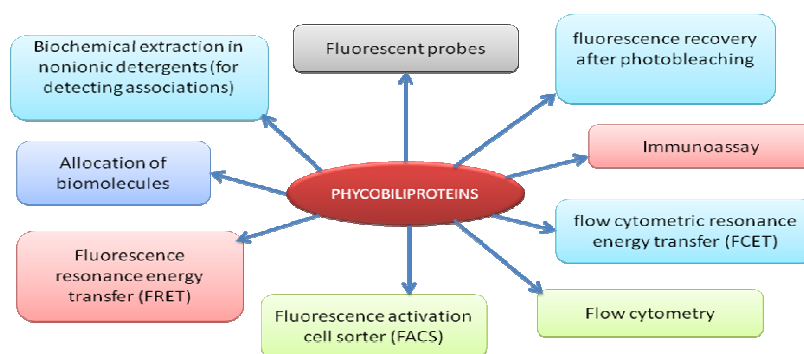 Biochemical extraction in
nonionic detergents (for
detecting associations)
Fluorescent probes
fluorescence recovery
after photobleaching
Allocation of
biomolecules
PHYCOBILIPROTEINS
Immunoassay
Fluorescence
resonance energy
transfer (FRET)
flow cytometric resonance
energy transfer (FCET)
Fluorescence activation
cell sorter (FACS)
Flow cytometry